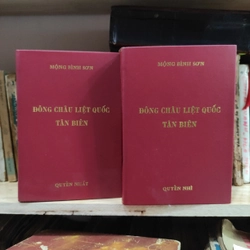 MỘNG BÌNH SƠN
ĐÔNG CHÂU LIỆT QUỐC
TÂN BIÊN
QUYỂN NHẤT
MỘNG BÌNH SƠN
ĐÔNG CHÂU LIỆT QUỐC
TÂN BIÊN
QUYỂN NHÌ